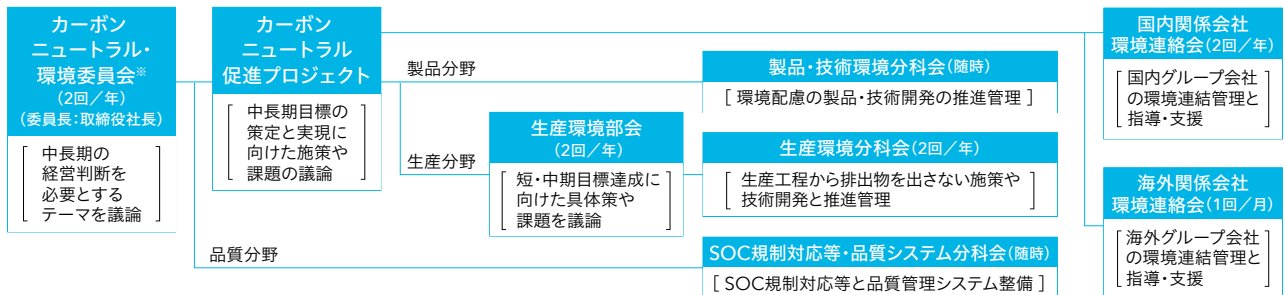 カーボン
ニュートラル・
環境委員会※
(2回／年)
(委員長：取締役社長)
中長期の
経営判断を
必要とする
テーマを議論
カーボン
ニュートラル
促進プロジェクト
中長期目標の
策定と実現に
向けた施策や
課題の議論
製品分野
生産分野
品質分野
生産環境部会
(2回／年)
短・中期目標達成に
向けた具体策や
課題を議論
製品・技術環境分科会(随時)
[ 環境配慮の製品・技術開発の推進管理 ]
生産環境分科会(2回／年)
生産工程から排出物を出さない施策や
技術開発と推進管理
SOC規制対応等・品質システム分科会(随時)
[ SOC規制対応等と品質管理システム整備 ]
国内関係会社
環境連絡会(2回／年)
国内グループ会社
の環境連結管理と
指導・支援
海外関係会社
環境連絡会(1回／月)
海外グループ会社
の環境連結管理と
指導・支援